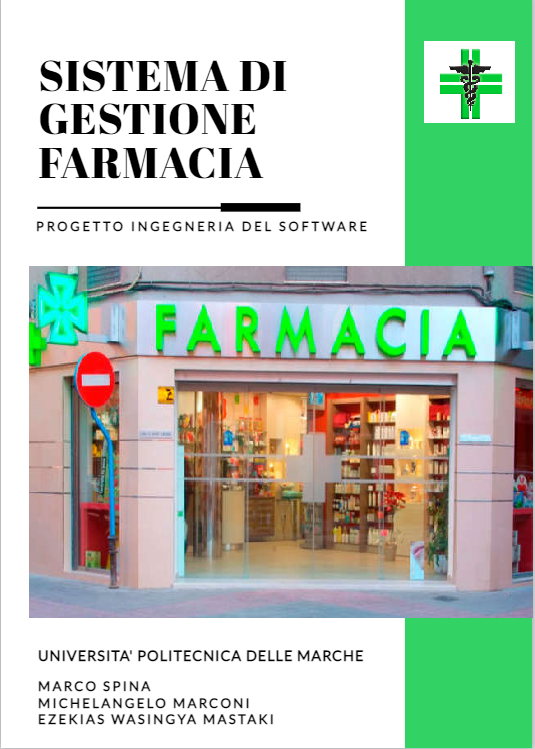 SISTEMA DI
GESTIONE
FARMACIA
PROGETTO INGEGNERIA DEL SOFTWARE
FARMACIA
UNIVERSITA' POLITECNICA DELLE MARCHE
MARCO SPINA
MICHELANGELO MARCONI
EZEKIAS WASINGYA MASTAKI